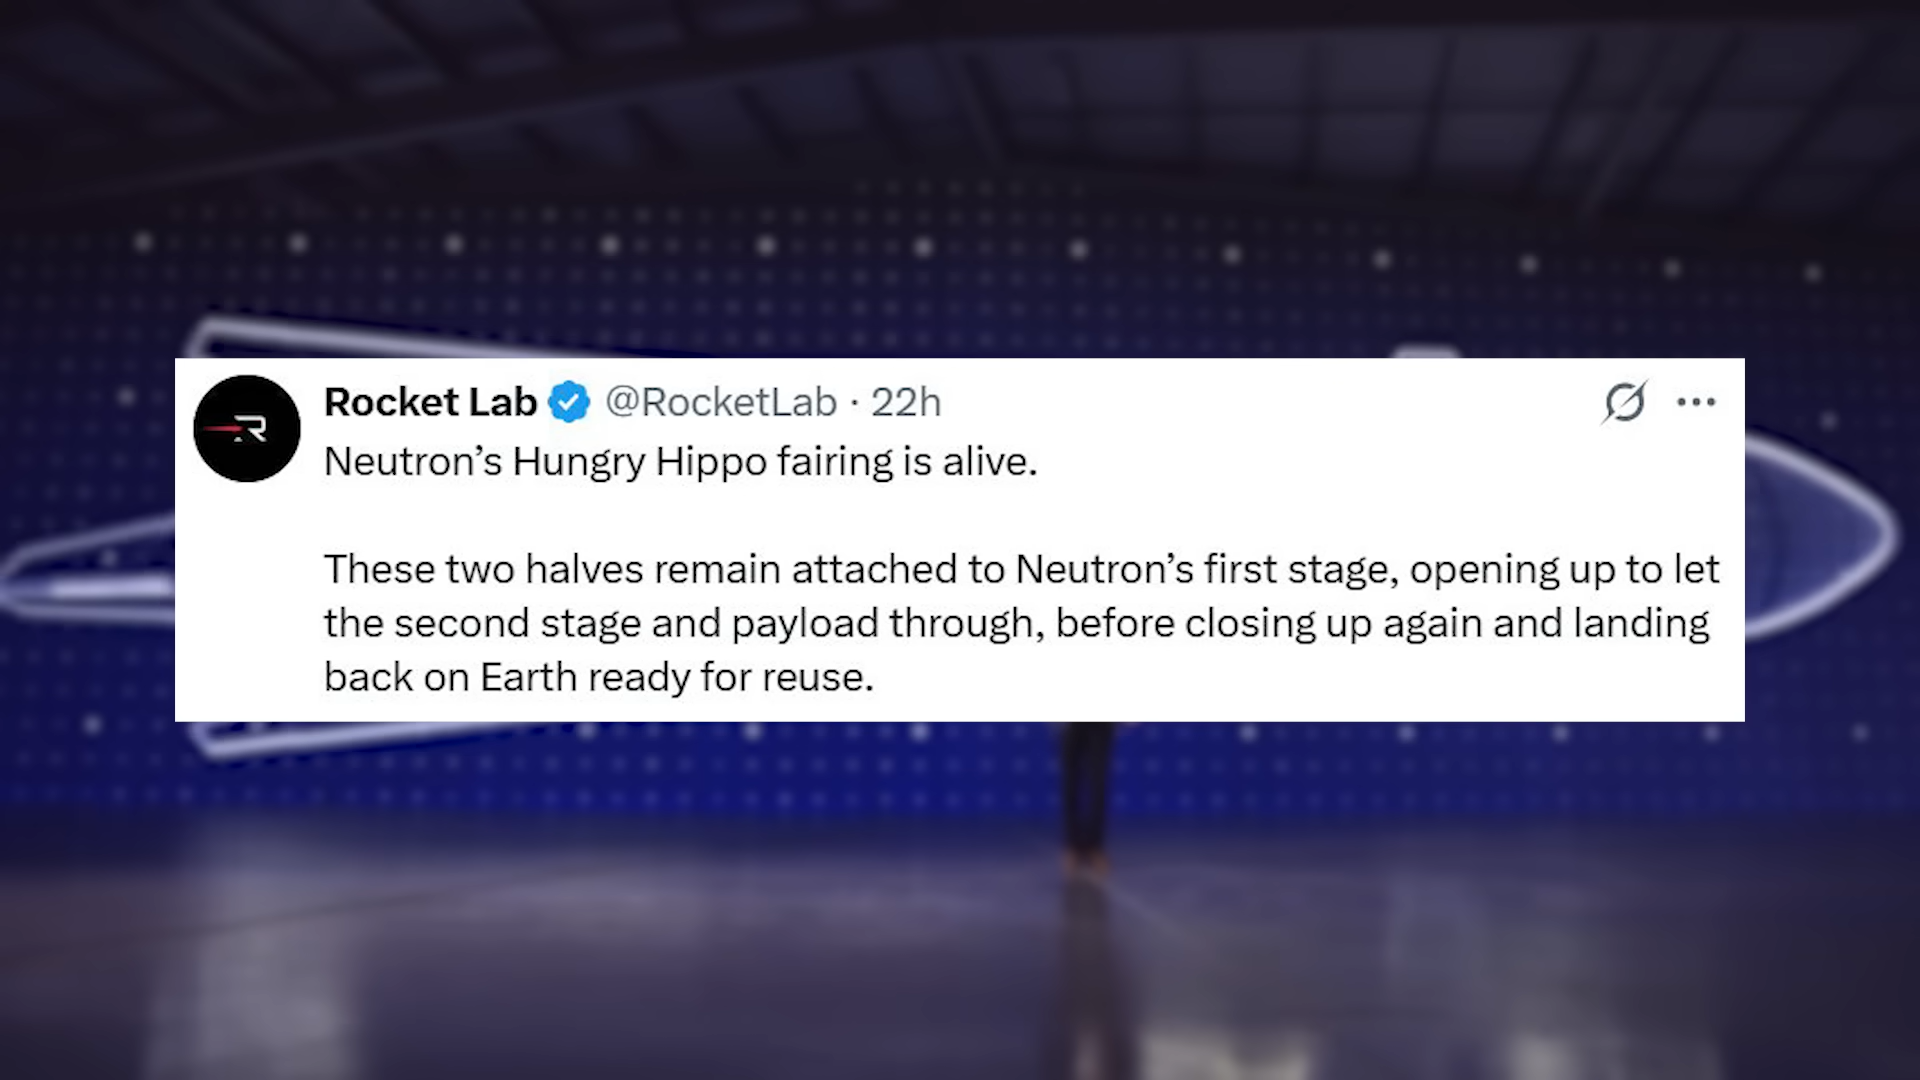 Rocket Lab @RocketLab · 22h
Neutron’s Hungry Hippo fairing is alive.
These two halves remain attached to Neutron’s first stage, opening up to let
the second stage and payload through, before closing up again and landing
back on Earth ready for reuse.